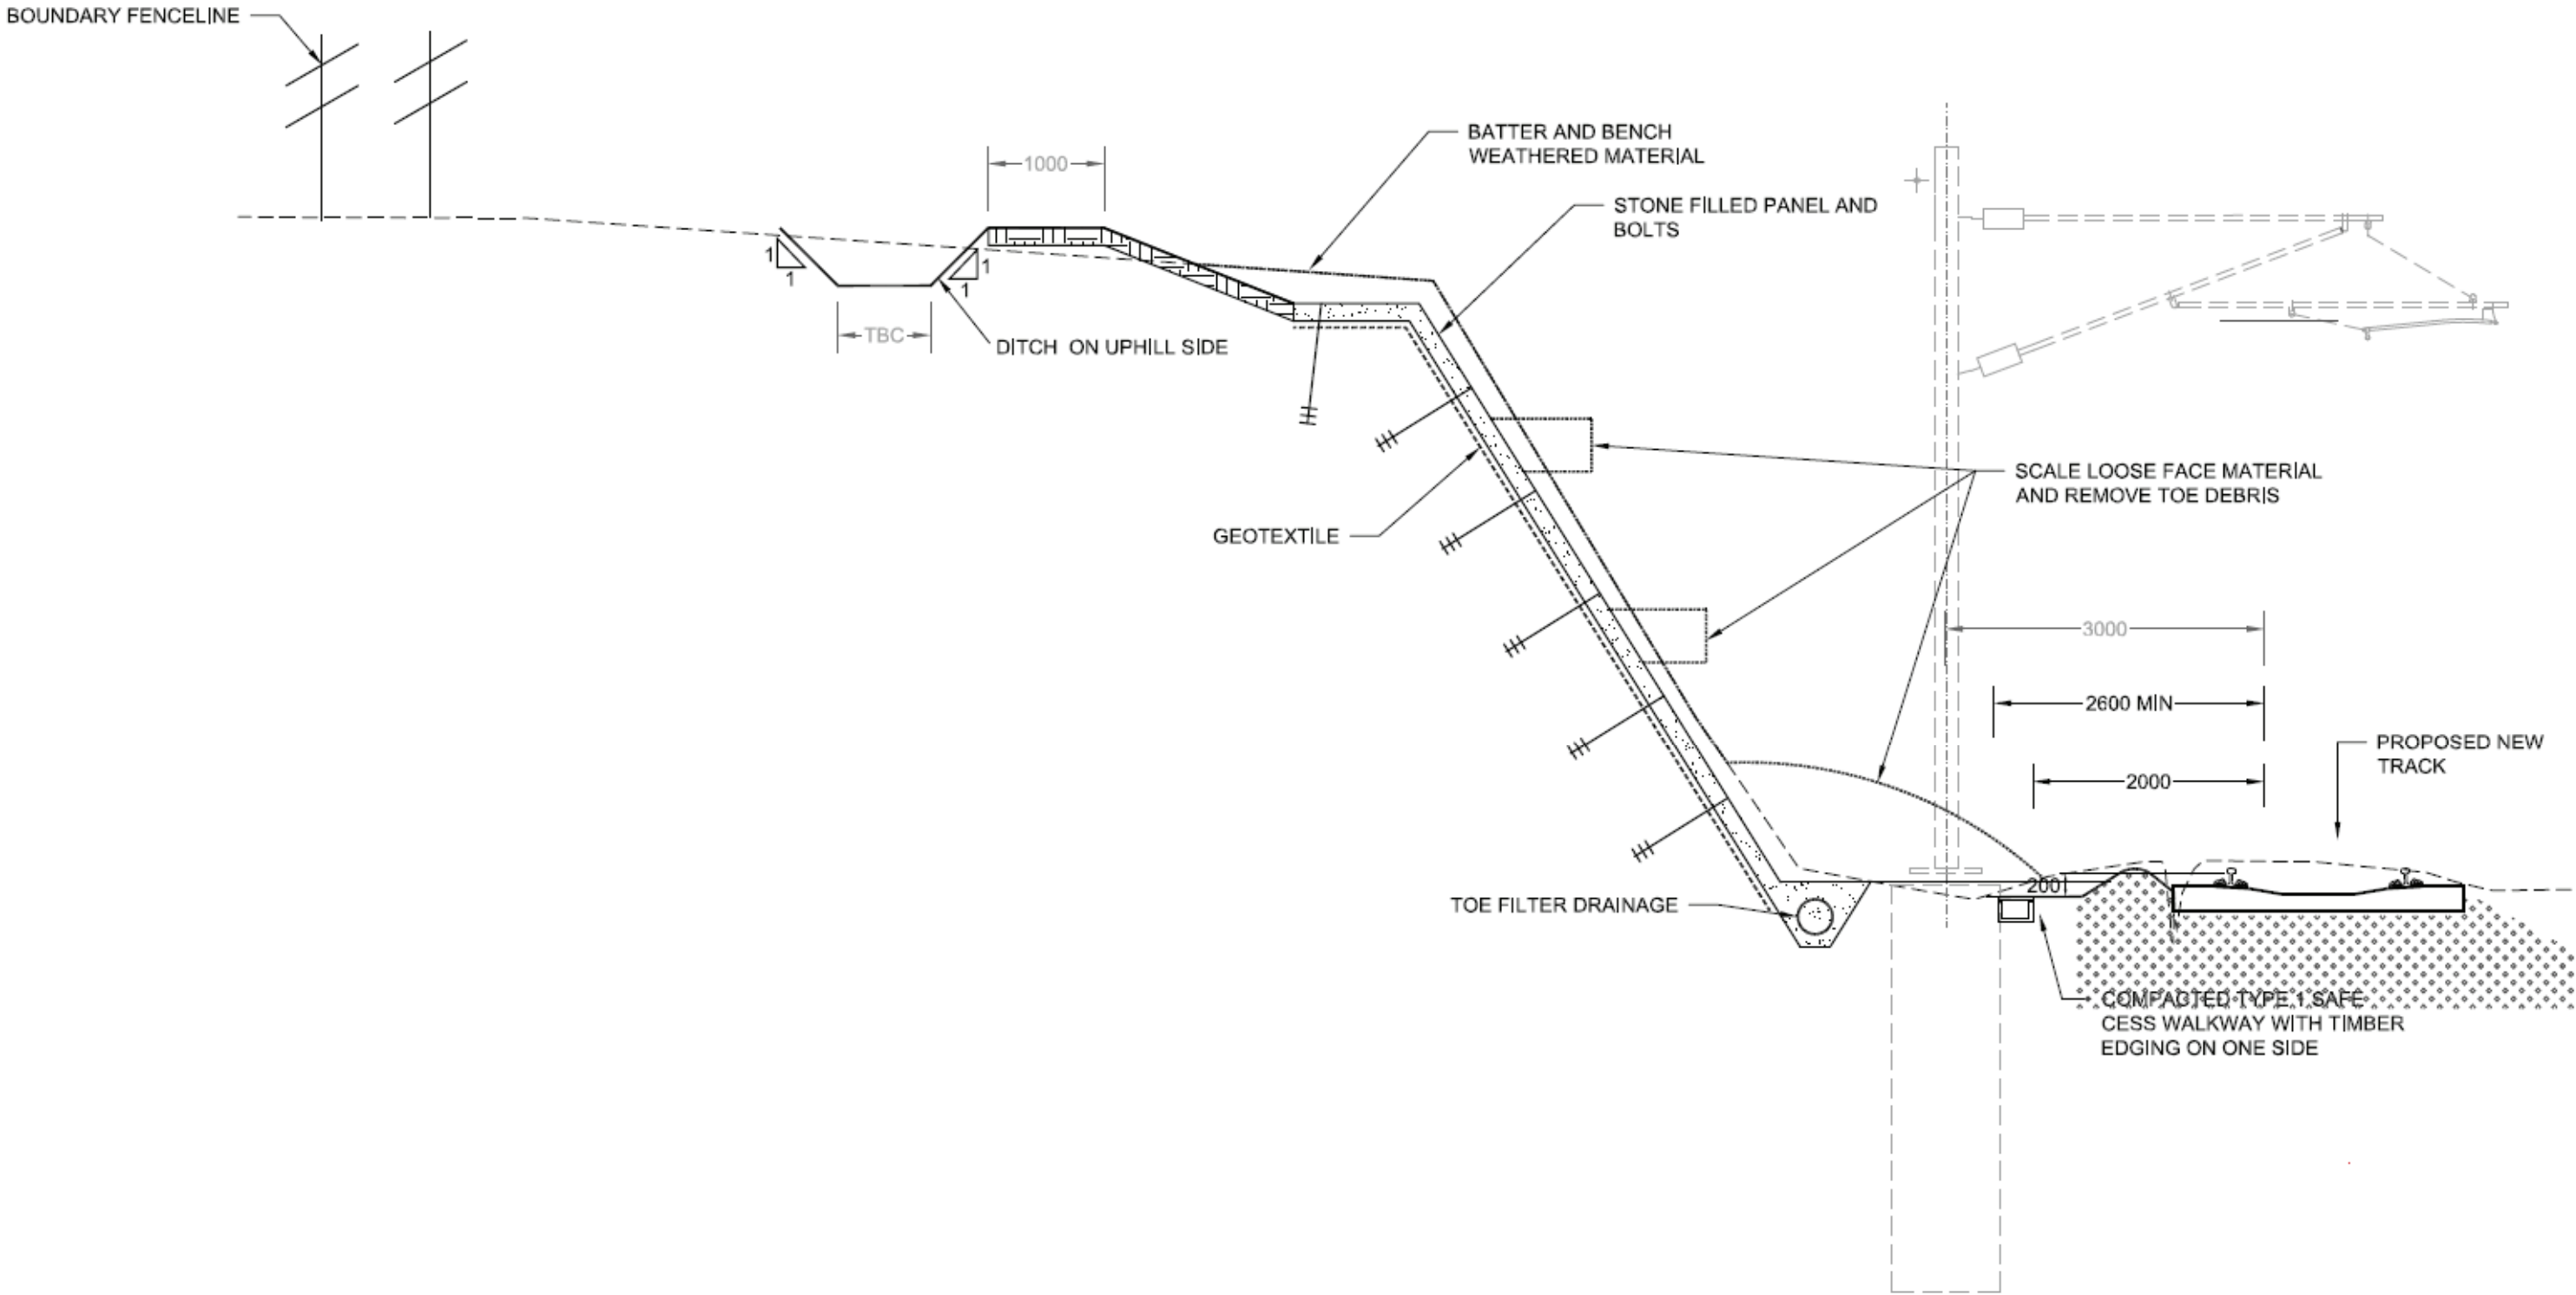 BOUNDARY FENCELINE
BATTER AND BENCH
WEATHERED MATERIAL
1000
STONE FILLED PANEL AND
BOLTS
1
1
1
1
TBC
DITCH ON UPHILL SIDE
SCALE LOOSE FACE MATERIAL
AND REMOVE TOE DEBRIS
GEOTEXTILE
3000
2600 MIN
PROPOSED NEW
TRACK
2000
200
TOE FILTER DRAINAGE
COMPACTED TYPE 1 SAFE
CESS WALKWAY WITH TIMBER
EDGING ON ONE SIDE